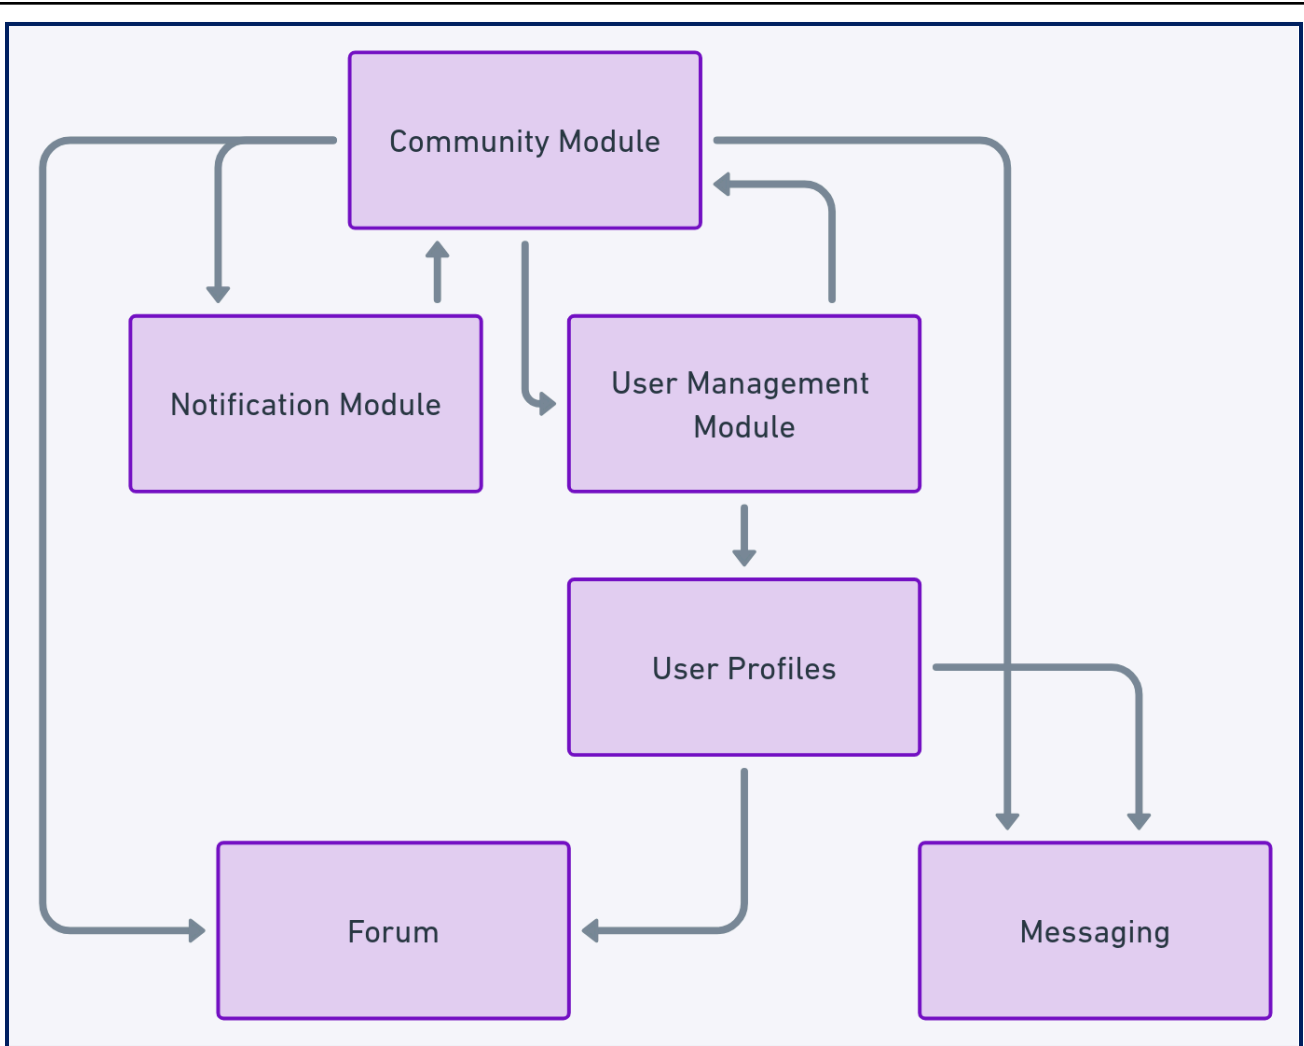 Community Module
Notification Module
User Management
Module
User Profiles
Forum
Messaging